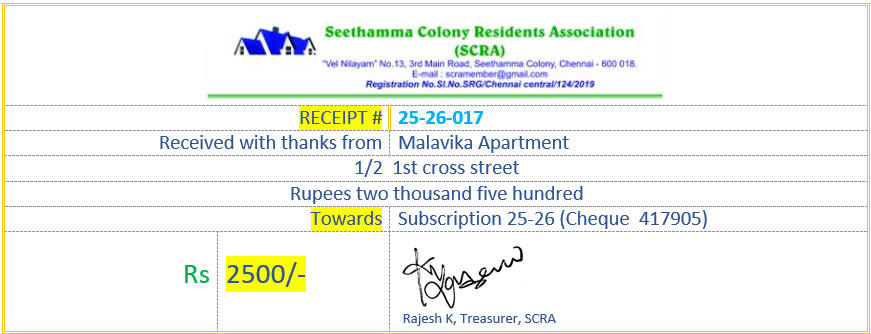 Seethamma Colony Residents Association
(SCRA)
"Vel Nilayam" No.13, 3rd Main Road, Seethamma Colony, Chennai - 600 018.
E-mail : scramember@gmail.com
Registration No.Sl.No.SRG/Chennai central/124/2019
RECEIPT # 25-26-017
Received with thanks from Malavika Apartment
1/2 1st cross street
Rupees two thousand five hundred
Towards Subscription 25-26 (Cheque 417905)
Rs 2500/-
Rajesh K, Treasurer, SCRA